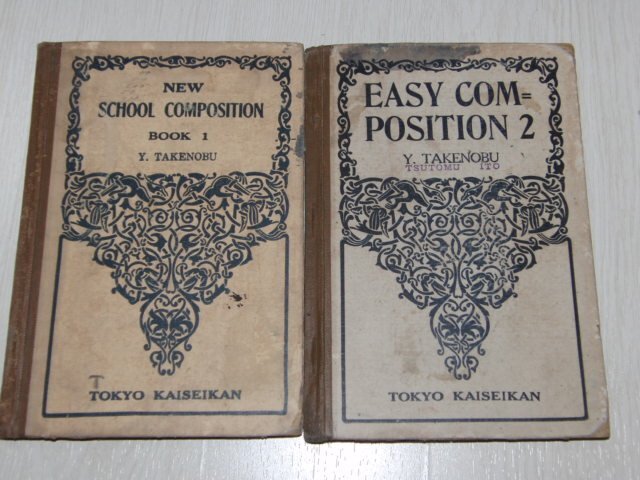 NEW
SCHOOL COMPOSITION
BOOK 1
Y. TAKENOBU
T
TOKYO KAISEIKAN
EASY COM=
POSITION 2
Y. TAKENOBU
TSUTOMU ITO
TOKYO KAISEIKAN